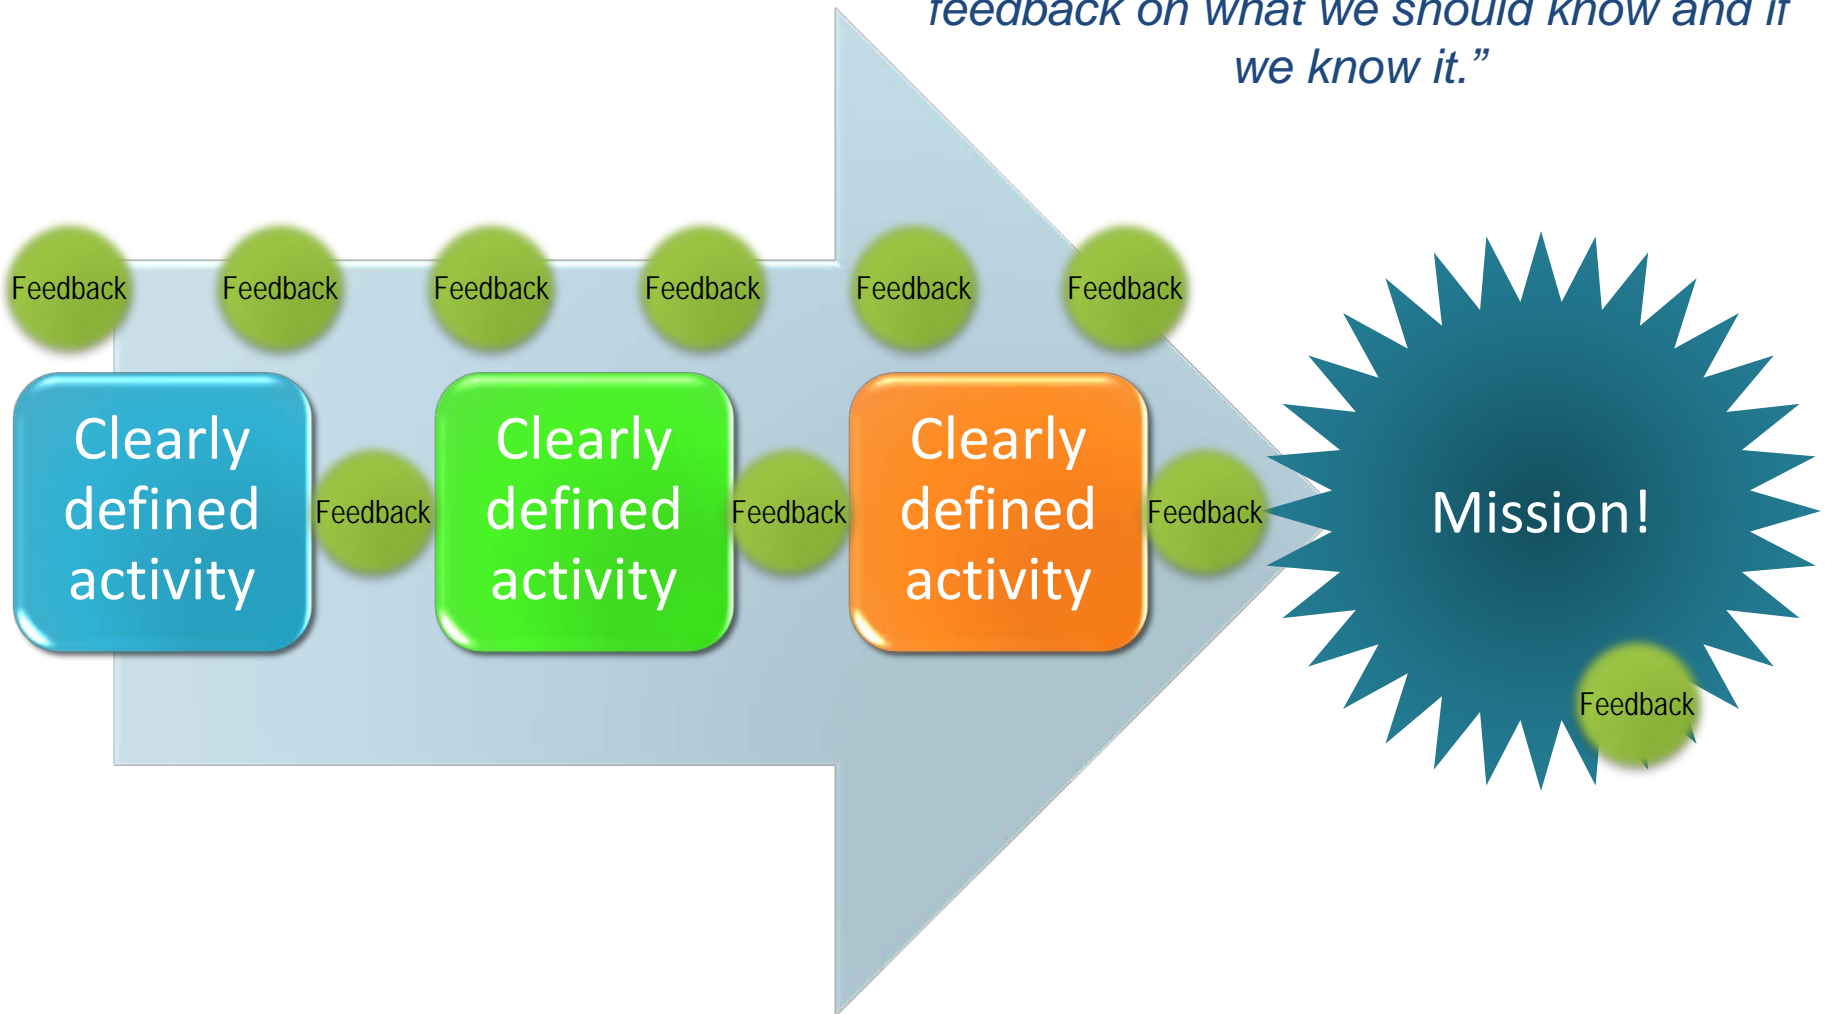 feedback on what we should know and if
we know it.”
Feedback Feedback Feedback Feedback Feedback Feedback
Clearly
defined
activity
Feedback
Clearly
defined
activity
Feedback
Clearly
defined
activity
Feedback
Mission!
Feedback